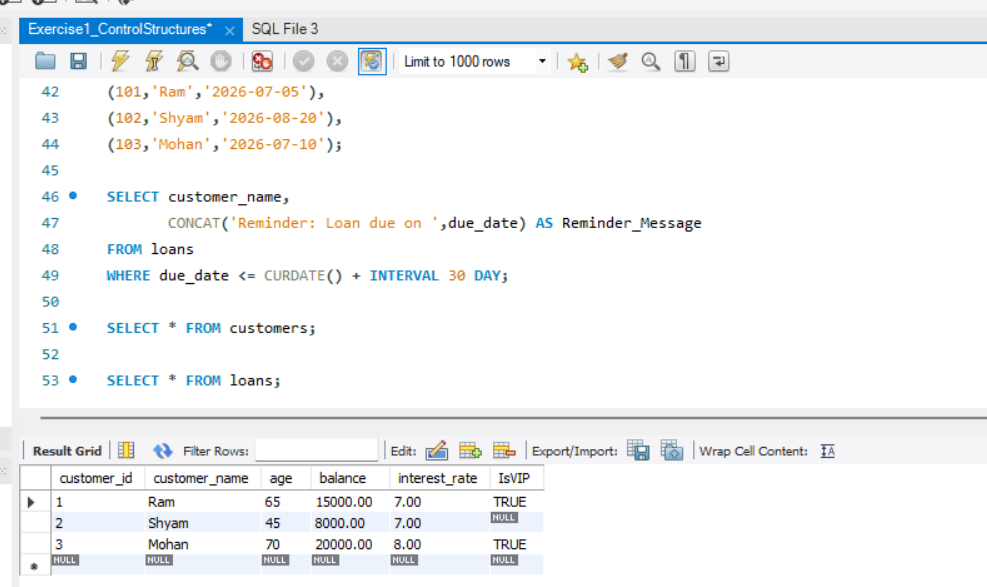 Exercise1_ControlStructures* × SQL File 3
Limit to 1000 rows
42 (101,'Ram','2026-07-05'),
43 (102,'Shyam','2026-08-20'),
44 (103,'Mohan','2026-07-10');
45
46 SELECT customer_name,
47 CONCAT('Reminder: Loan due on ',due_date) AS Reminder_Message
48 FROM loans
49 WHERE due_date <= CURDATE() + INTERVAL 30 DAY;
50
51 SELECT * FROM customers;
52
53 SELECT * FROM loans;
Result Grid Filter Rows: Edit: Export/Import: Wrap Cell Content: IA
customer_id customer_name age balance interest_rate IsVIP
1 Ram 65 15000.00 7.00 TRUE
2 Shyam 45 8000.00 7.00 NULL
3 Mohan 70 20000.00 8.00 TRUE
NULL NULL NULL NULL NULL NULL